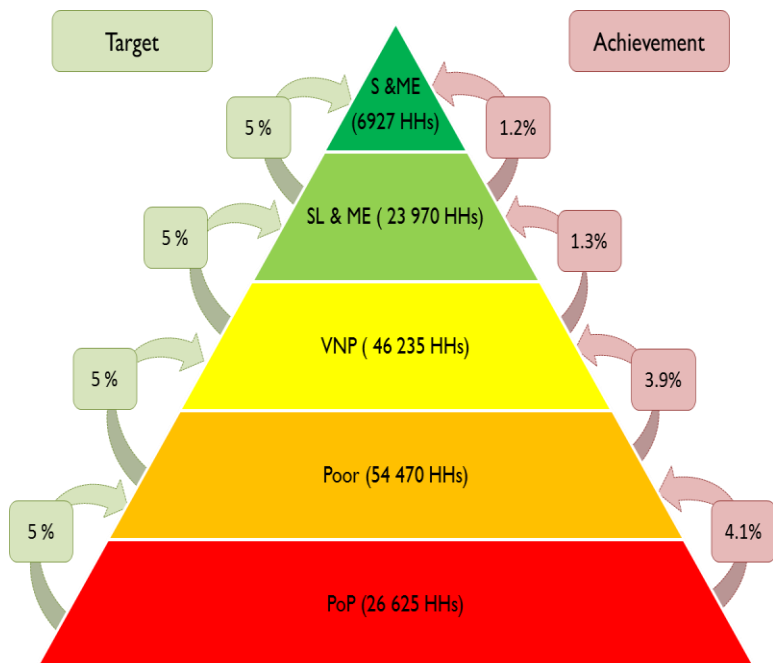 Target
Achievement
S &ME
(6927 HHs)
5 %
1.2%
SL & ME ( 23 970 HHs)
5 %
1.3%
VNP ( 46 235 HHs)
5 %
3.9%
Poor (54 470 HHs)
5 %
4.1%
PoP (26 625 HHs)